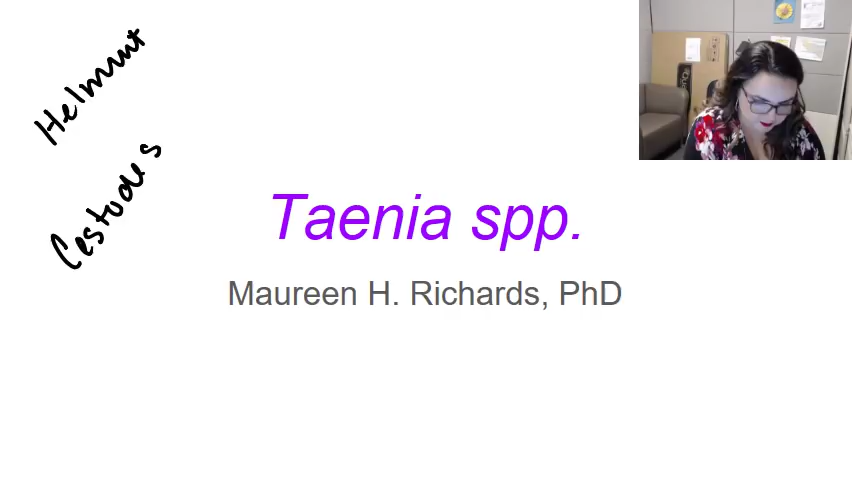 Helmint
Cestodes
Taenia spp.
Maureen H. Richards, PhD